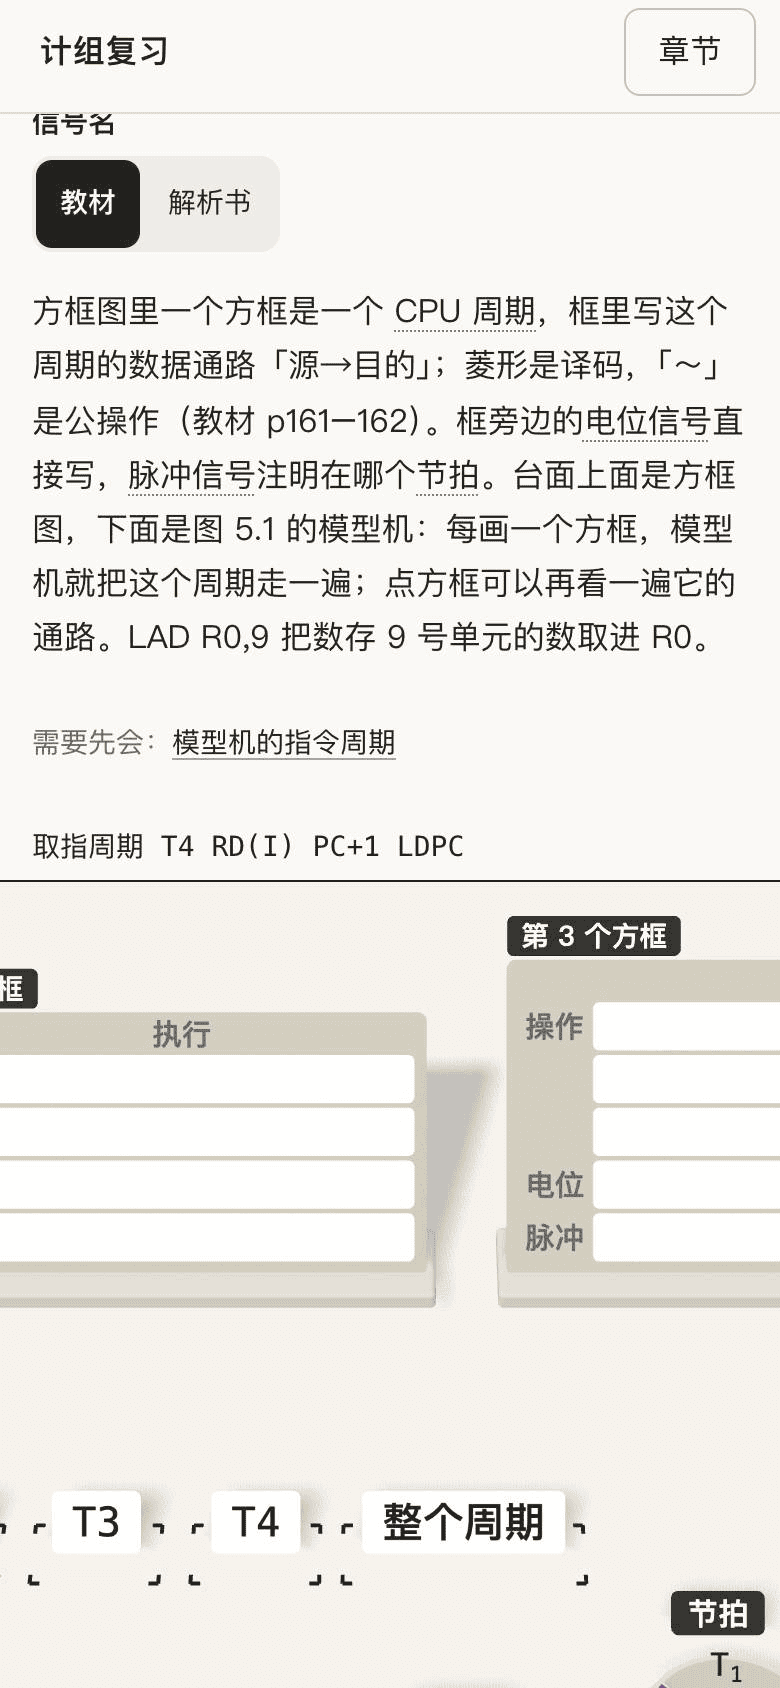 计组复习
章节
信号名
教材
解析书
方框图里一个方框是一个 CPU 周期，框里写这个
周期的数据通路「源→目的」；菱形是译码，「～」
是公操作（教材 p161—162）。框旁边的电位信号直
接写，脉冲信号注明在哪个节拍。台面上面是方框
图，下面是图 5.1 的模型机：每画一个方框，模型
机就把这个周期走一遍；点方框可以再看一遍它的
通路。LAD R0,9 把数存 9 号单元的数取进 R0。
需要先会：模型机的指令周期
取指周期 T4 RD(I) PC+1 LDPC
第 3 个方框
框
执行
操作
电位
脉冲
T3
T4
整个周期
节拍
T₁